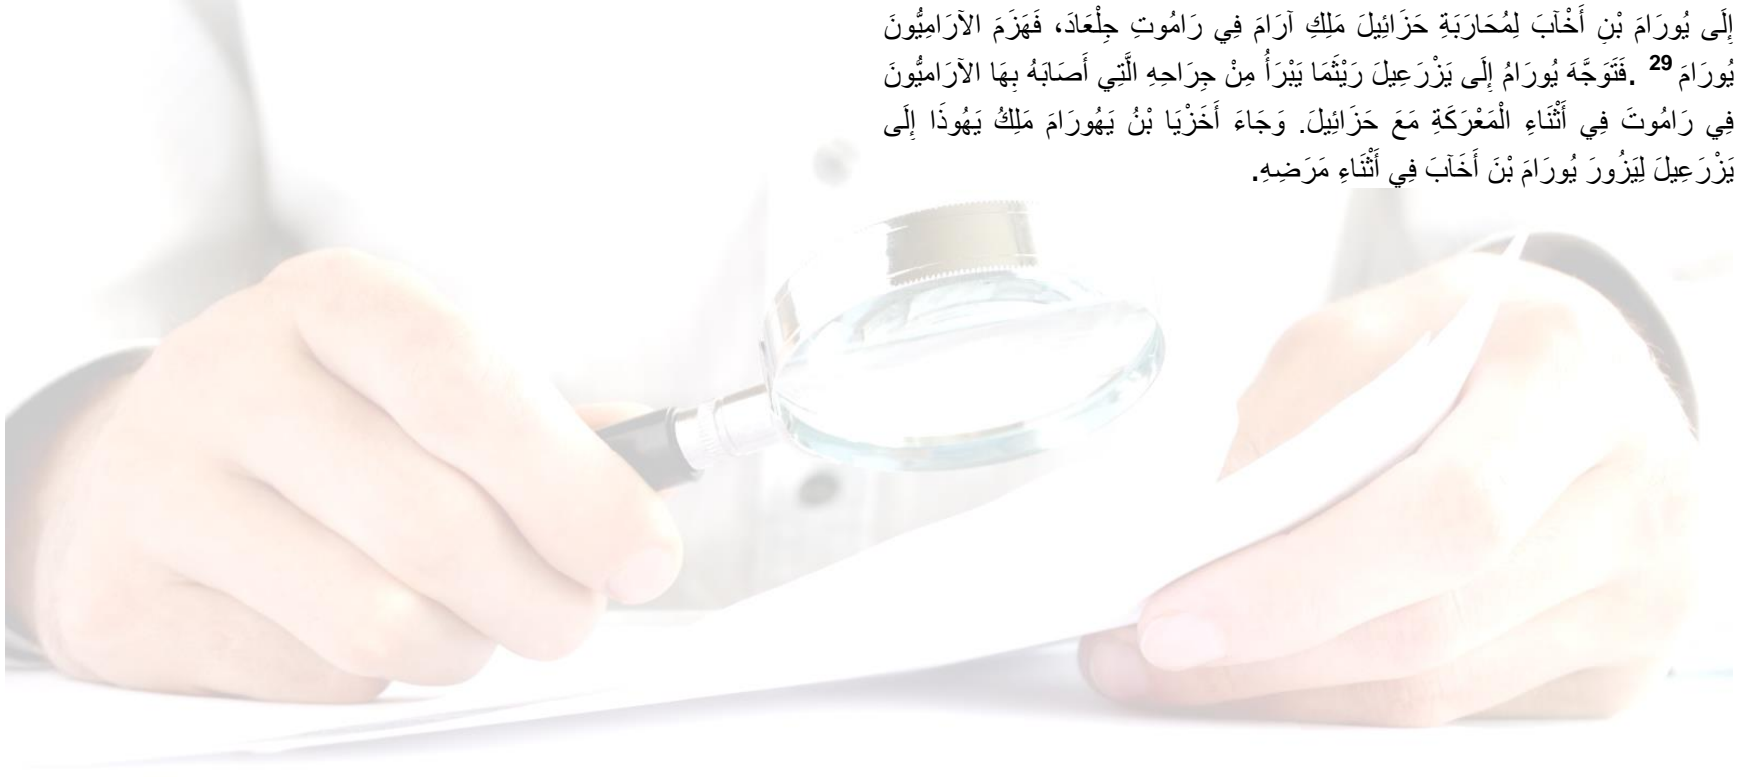 إِلَى يُورَامَ بْنِ أَخْآبَ لِمُحَارَبَةِ حَزَائِيلَ مَلِكِ آرَامَ فِي رَامُوتِ جِلْعَادَ، فَهَزَمَ الآرَامِيُّونَ
يُورَامَ 29 .فَتَوَجَّهَ يُورَامُ إِلَى يَزْرَعِيلَ رَيْثَمَا يَبْرَأُ مِنْ جِرَاحِهِ الَّتِي أَصَابَهُ بِهَا الآرَاميُّونَ
فِي رَامُوتَ فِي أَثْنَاءِ الْمَعْرَكَةِ مَعَ حَزَائِيلَ. وَجَاءَ أَخَزْيَا بْنُ يَهُورَامَ مَلِكُ يَهُوذَا إِلَى
يَزْرَعِيلَ لِيَزُورَ يُورَامَ بْنَ أَخَآبَ فِي أَثْنَاءِ مَرَضِهِ.